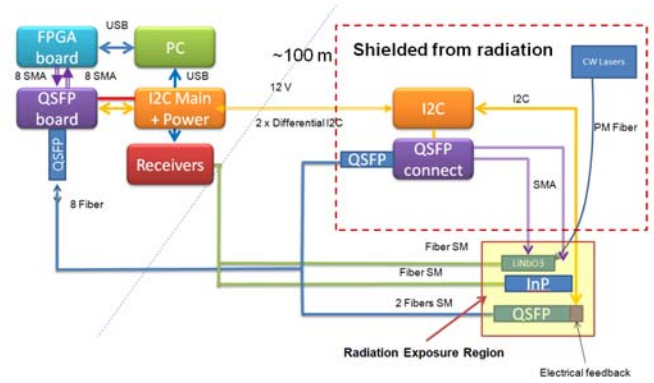 FPGA
board
USB
PC
8 SMA
8 SMA
USB
QSFP
board
I2C Main
+ Power
QSFP
Receivers
8 Fiber
~100 m
12 V
2 x Differential I2C
Shielded from radiation
CW Lasers
I2C
I2C
PM Fiber
QSFP
QSFP
connect
SMA
Fiber SM
LiNbO3
Fiber SM
InP
2 Fibers SM
QSFP
Radiation Exposure Region
Electrical feedback